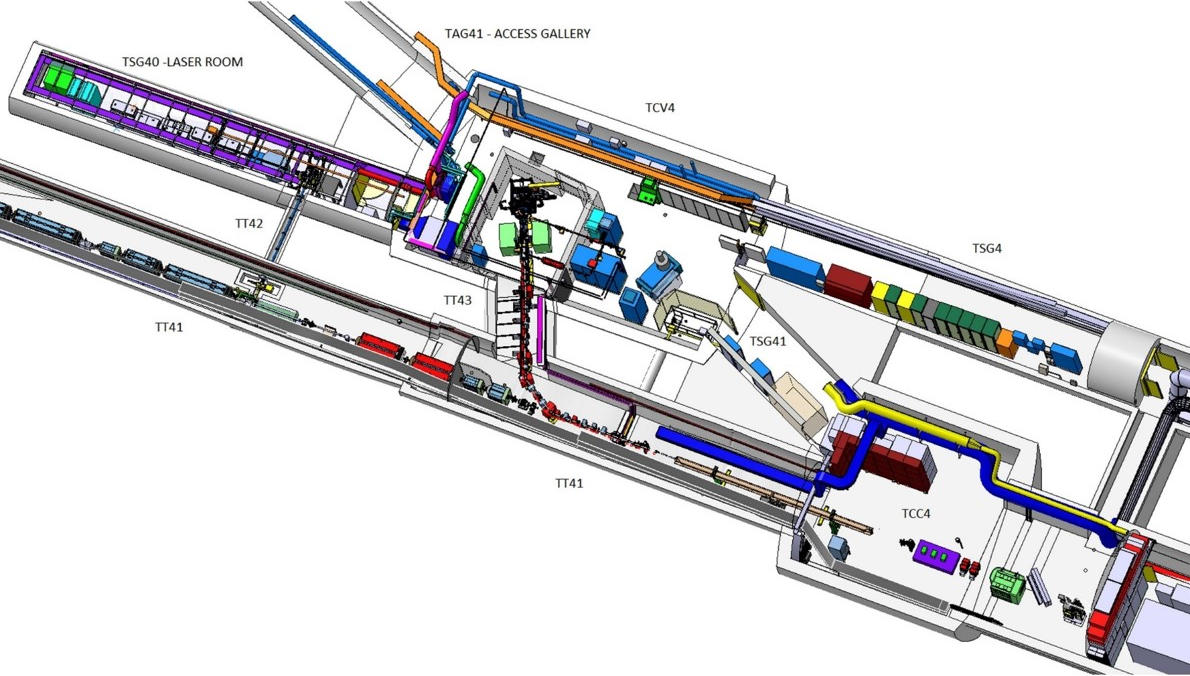 TAG41 - ACCESS GALLERY
TSG40 -LASER ROOM
TCV4
TT42
TSG4
TT43
TT41
TSG41
TT41
TCC4